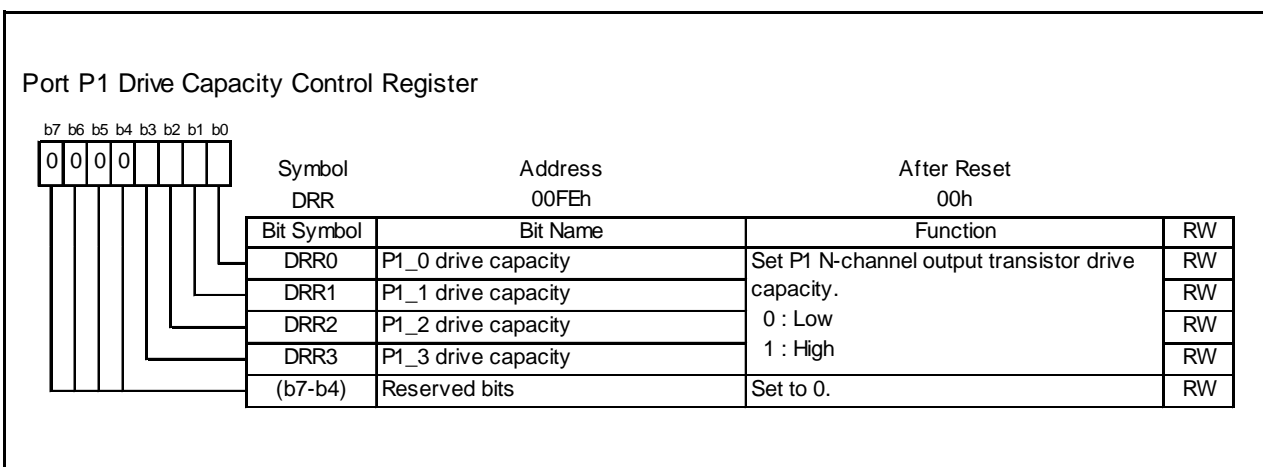 Port P1 Drive Capacity Control Register
b7 b6 b5 b4 b3 b2 b1 b0
0 0 0 0
Symbol Address After Reset
DRR 00FEh 00h
Bit Symbol Bit Name Function RW
DRR0 P1_0 drive capacity Set P1 N-channel output transistor drive RW
DRR1 P1_1 drive capacity capacity. RW
DRR2 P1_2 drive capacity 0 : Low RW
DRR3 P1_3 drive capacity 1 : High RW
(b7-b4) Reserved bits Set to 0. RW